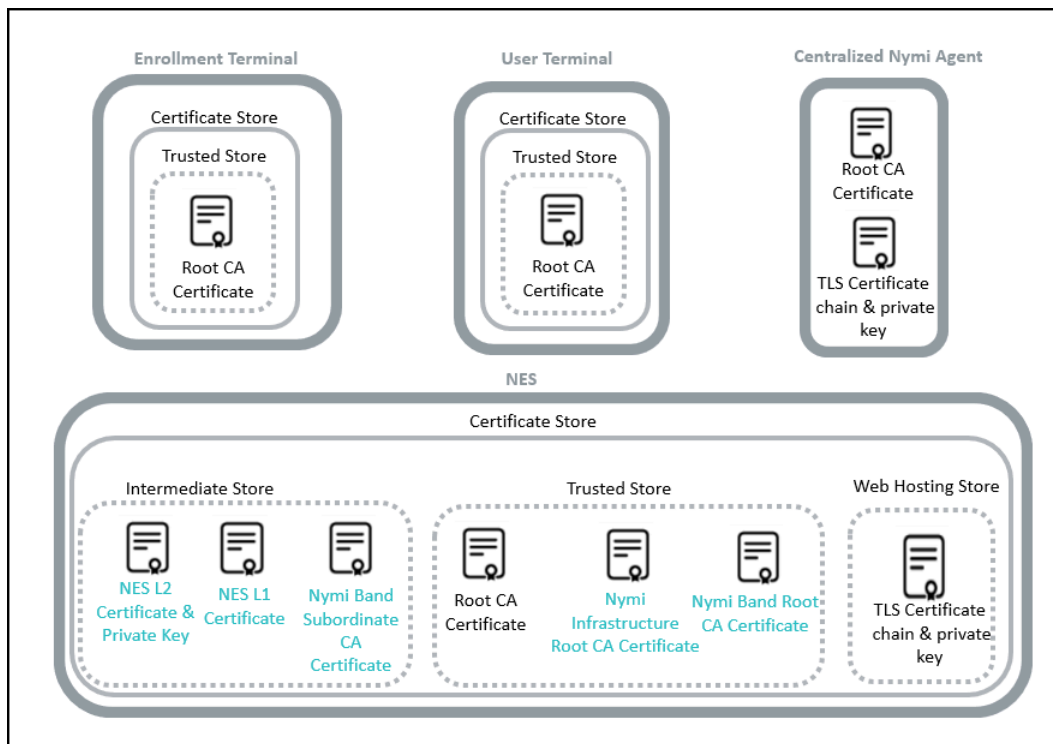 Enrollment Terminal
User Terminal
Centralized Nymi Agent
Certificate Store
Trusted Store
Root CA
Certificate
Certificate Store
Trusted Store
Root CA
Certificate
Root CA
Certificate
TLS Certificate
chain & private
key
NES
Certificate Store
Intermediate Store
Trusted Store
Web Hosting Store
NES L2
Certificate &
Private Key
NES L1
Certificate
Nymi Band
Subordinate
CA
Certificate
Root CA
Certificate
Nymi
Infrastructure
Root CA Certificate
Nymi Band Root
CA Certificate
TLS Certificate
chain & private
key